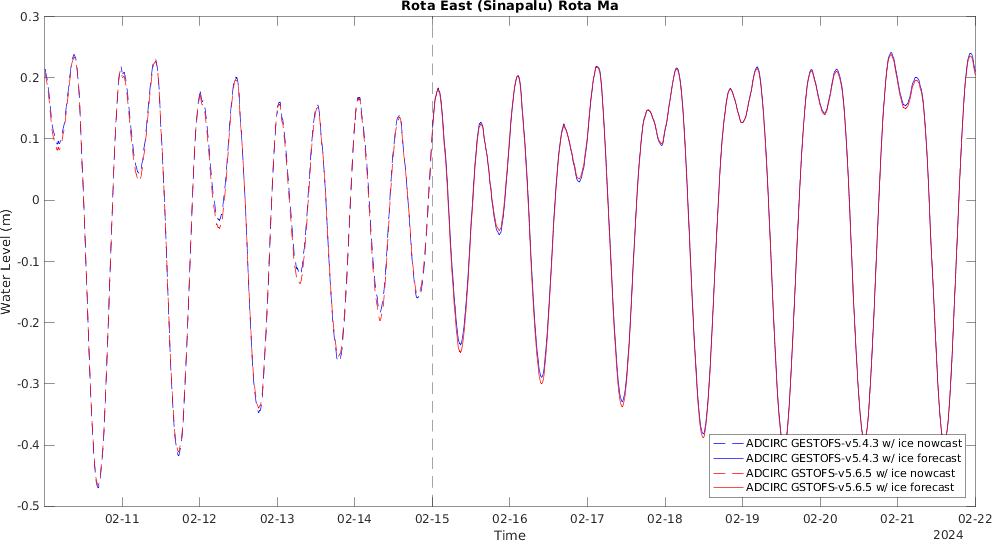 Rota East (Sinapalu) Rota Ma
0.3
0.2
0.1
0
-0.1
-0.2
-0.3
-0.4
-0.5
Water Level (m)
ADCIRC GESTOFS-v5.4.3 w/ ice nowcast
ADCIRC GESTOFS-v5.4.3 w/ ice forecast
ADCIRC GSTOFS-v5.6.5 w/ ice nowcast
ADCIRC GSTOFS-v5.6.5 w/ ice forecast
02-11 02-12 02-13 02-14 02-15 02-16 02-17 02-18 02-19 02-20 02-21 02-22
Time
2024